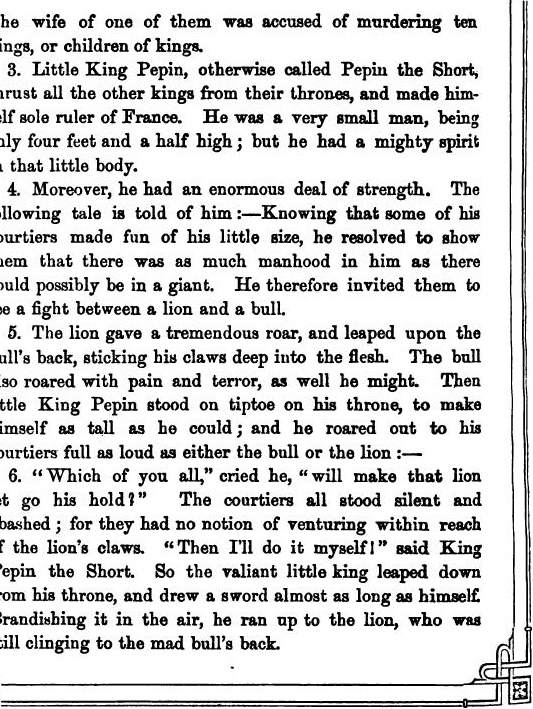 he wife of one of them was accused of murdering ten
ings, or children of kings.
3. Little King Pepin, otherwise called Pepin the Short,
hrust all the other kings from their thrones, and made him-
elf sole ruler of France. He was a very small man, being
nly four feet and a half high; but he had a mighty spirit
n that little body.
4. Moreover, he had an enormous deal of strength. The
ollowing tale is told of him:—Knowing that some of his
ourtiers made fun of his little size, he resolved to show
hem that there was as much manhood in him as there
ould possibly be in a giant. He therefore invited them to
ee a fight between a lion and a bull.
5. The lion gave a tremendous roar, and leaped upon the
ull's back, sticking his claws deep into the flesh. The bull
lso roared with pain and terror, as well he might. Then
ttle King Pepin stood on tiptoe on his throne, to make
imself as tall as he could; and he roared out to his
ourtiers full as loud as either the bull or the lion:—
6. "Which of you all," cried he, "will make that lion
et go his hold?" The courtiers all stood silent and
bashed; for they had no notion of venturing within reach
f the lion's claws. "Then I'll do it myself!" said King
Pepin the Short. So the valiant little king leaped down
rom his throne, and drew a sword almost as long as himself.
Brandishing it in the air, he ran up to the lion, who was
till clinging to the mad bull's back.